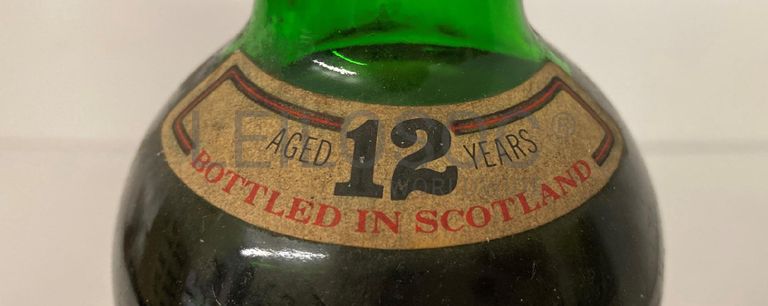 AGED 12 YEARS
BOTTLED IN SCOTLAND